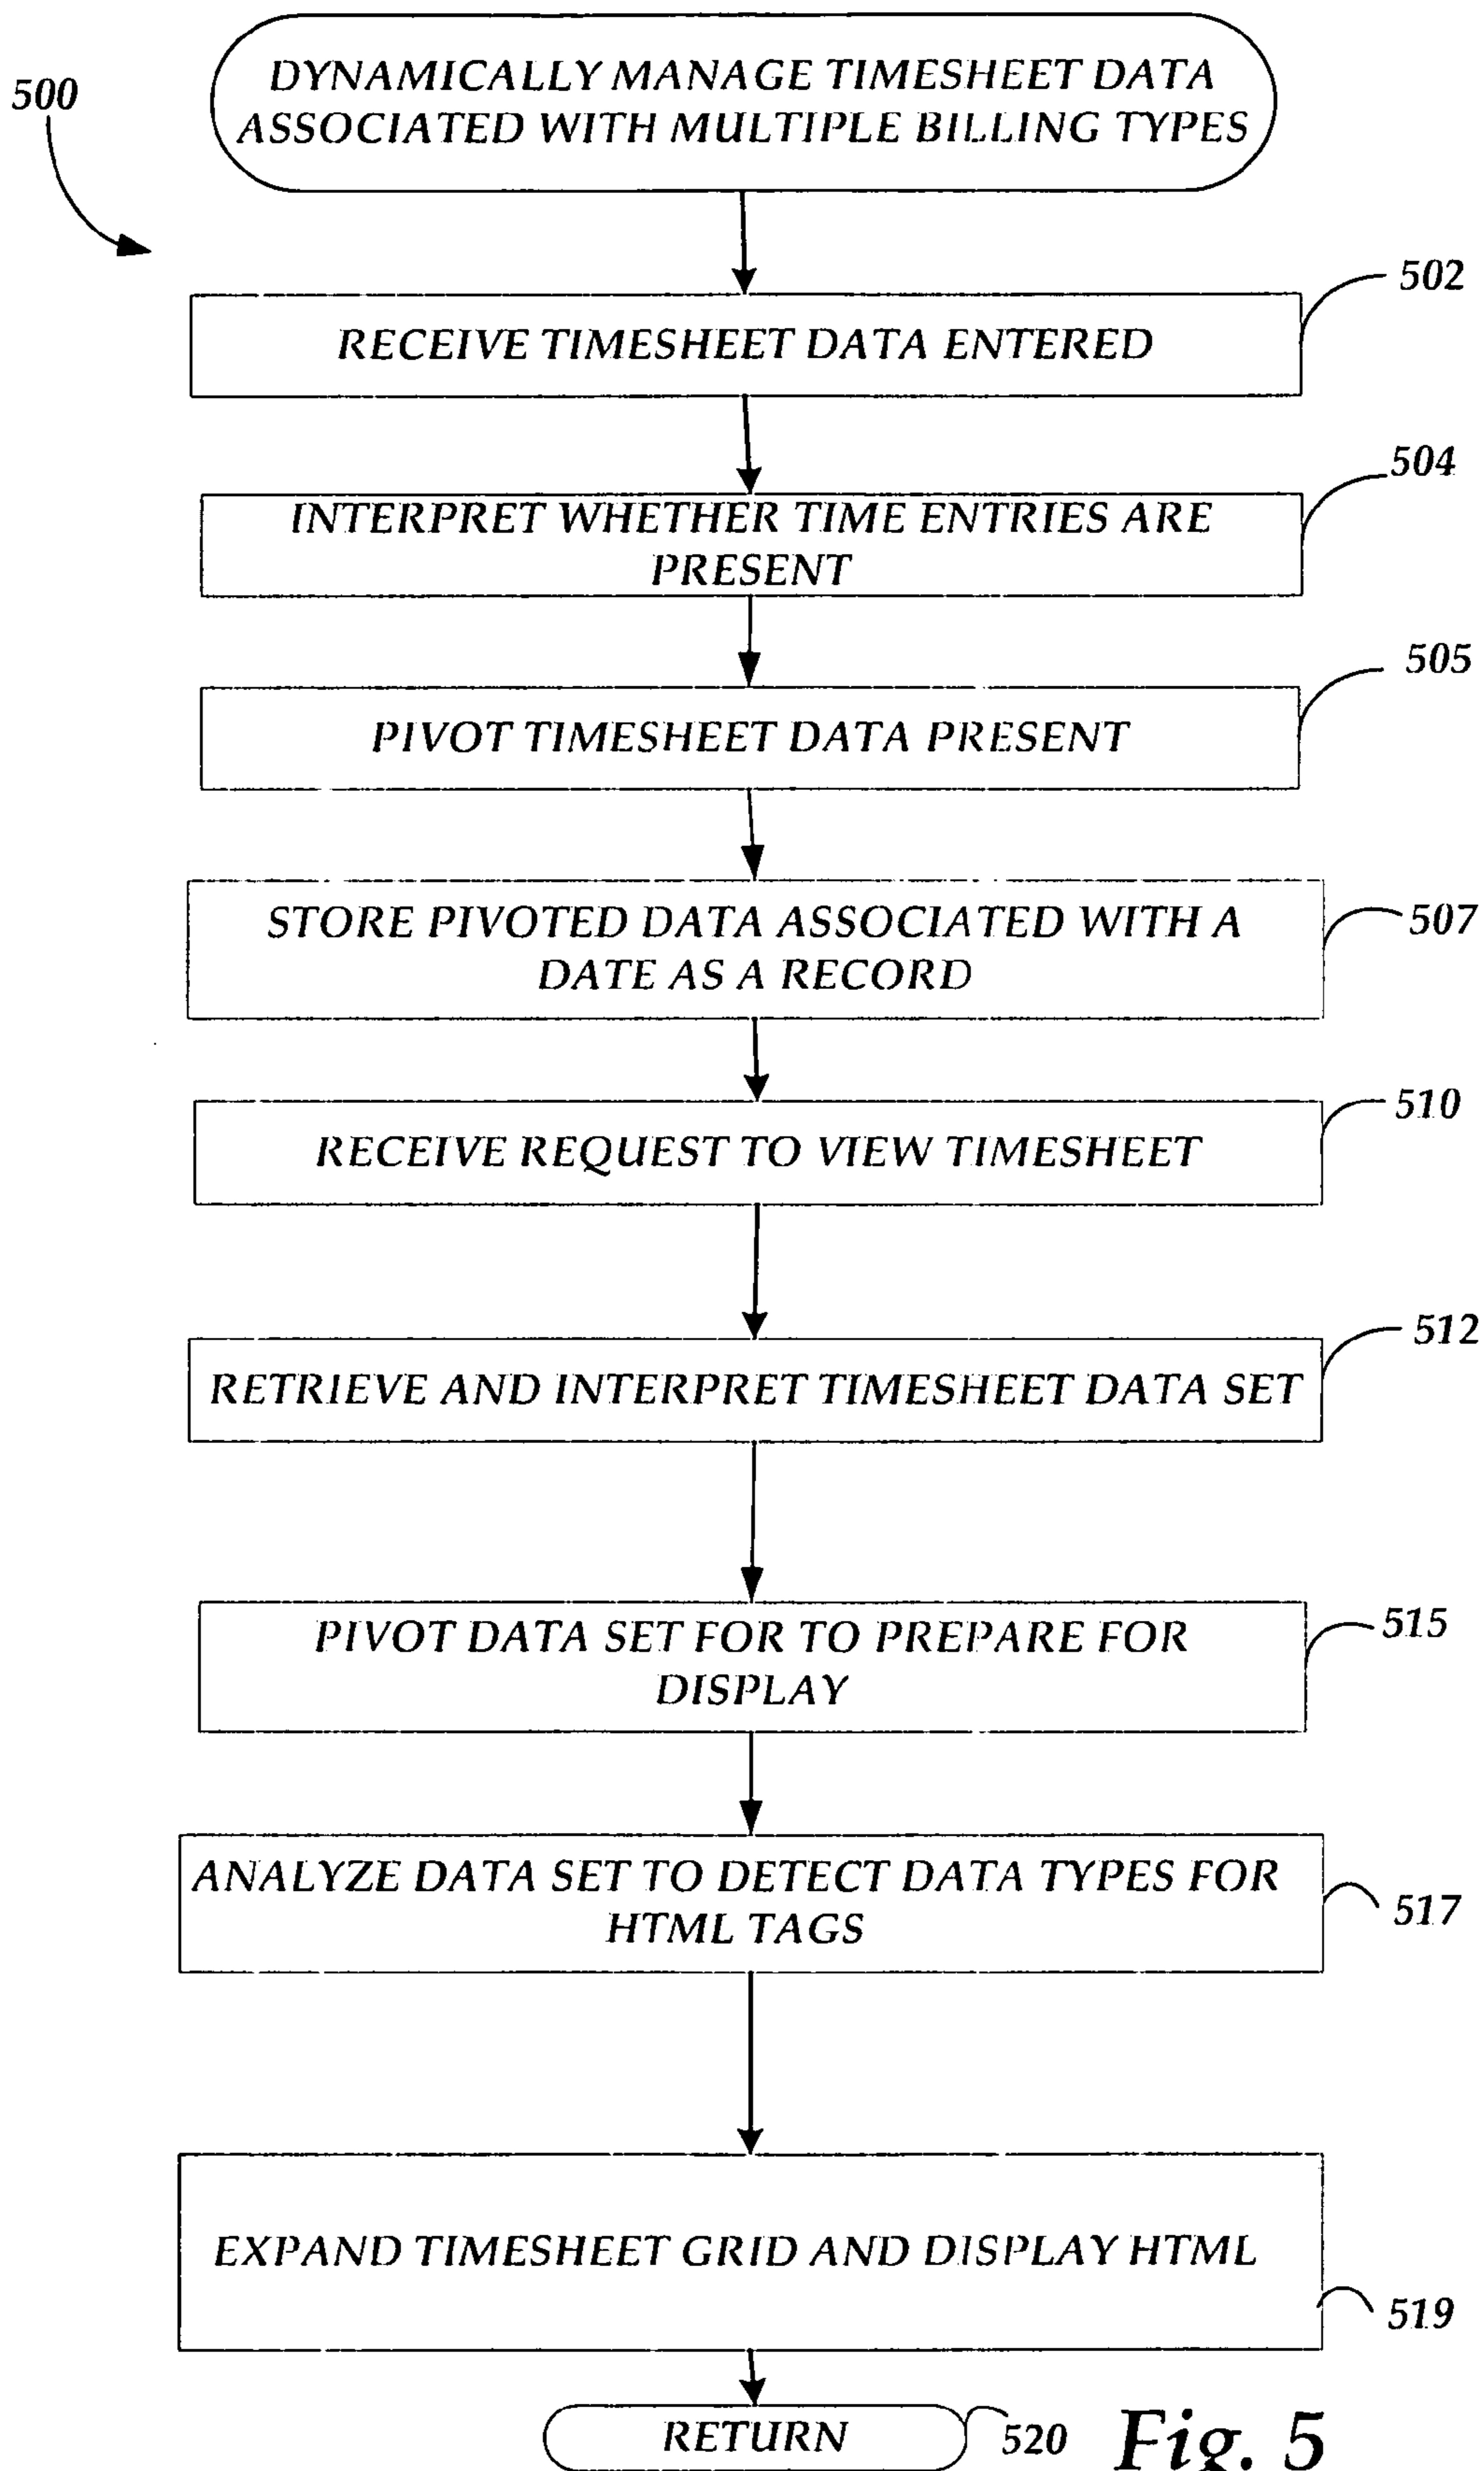 DYNAMICALLY MANAGE TIMESHEET DATA
ASSOCIATED WITH MULTIPLE BILLING TYPES
500
502
RECEIVE TIMESHEET DATA ENTERED
504
INTERPRET WHETHER TIME ENTRIES ARE
PRESENT
505
PIVOT TIMESHEET DATA PRESENT
STORE PIVOTED DATA ASSOCIATED WITH A
DATE AS A RECORD
507
510
RECEIVE REQUEST TO VIEW TIMESHEET
512
RETRIEVE AND INTERPRET TIMESHEET DATA SET
515
PIVOT DATA SET FOR TO PREPARE FOR
DISPLAY
ANALYZE DATA SET TO DETECT DATA TYPES FOR
HTML TAGS
517
EXPAND TIMESHEET GRID AND DISPLAY HTML
519
RETURN
520
Fig. 5